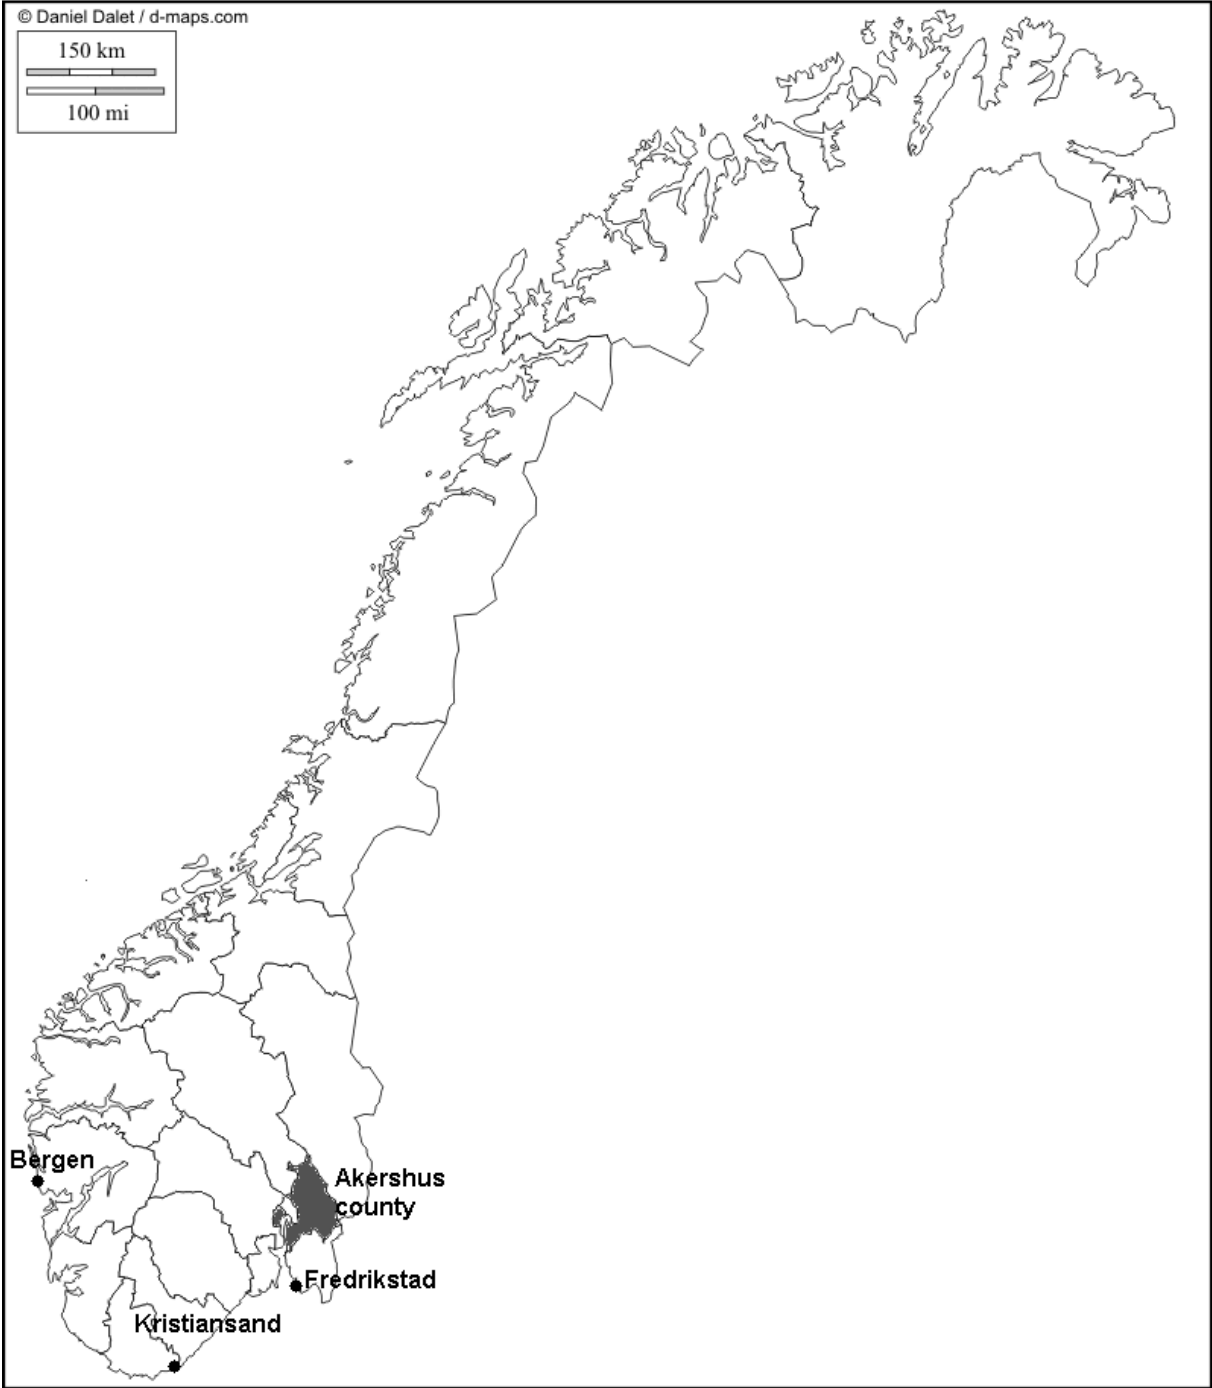 © Daniel Dalet / d-maps.com
150 km
100 mi
Bergen
Akershus
county
Fredrikstad
Kristiansand